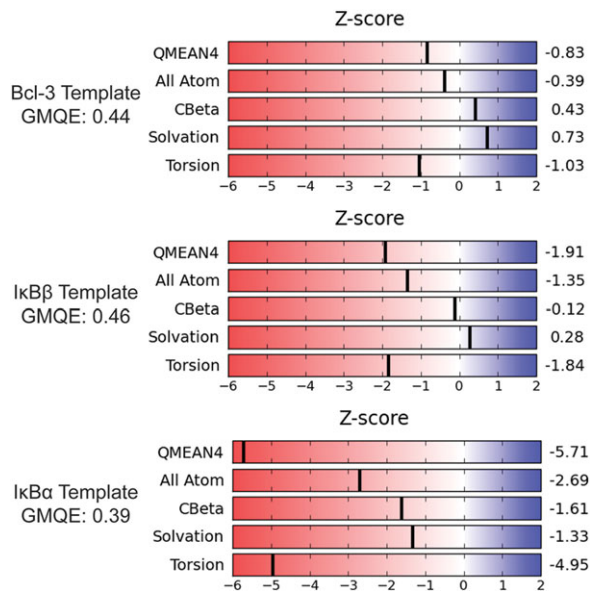 Z-score
Bcl-3 Template
GMQE: 0.44
QMEAN4 -0.83
All Atom -0.39
CBeta 0.43
Solvation 0.73
Torsion -1.03
−6 −5 −4 −3 −2 −1 0 1 2
Z-score
IκBβ Template
GMQE: 0.46
QMEAN4 -1.91
All Atom -1.35
CBeta -0.12
Solvation 0.28
Torsion -1.84
−6 −5 −4 −3 −2 −1 0 1 2
Z-score
IκBα Template
GMQE: 0.39
QMEAN4 -5.71
All Atom -2.69
CBeta -1.61
Solvation -1.33
Torsion -4.95
−6 −5 −4 −3 −2 −1 0 1 2